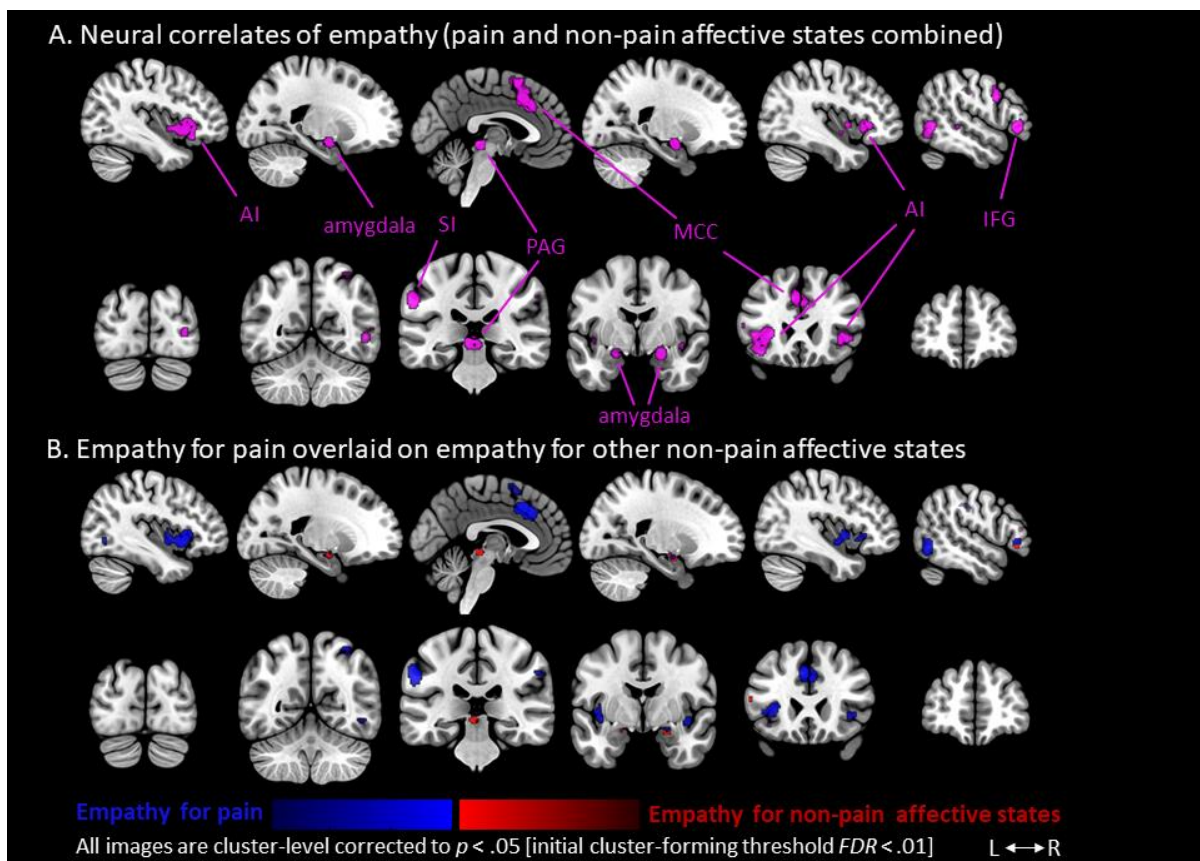 A. Neural correlates of empathy (pain and non-pain affective states combined)
AI
amygdala
SI
PAG
MCC
AI
IFG
amygdala
B. Empathy for pain overlaid on empathy for other non-pain affective states
Empathy for pain
Empathy for non-pain affective states
All images are cluster-level corrected to p < .05 [initial cluster-forming threshold FDR < .01]
L ↔ R